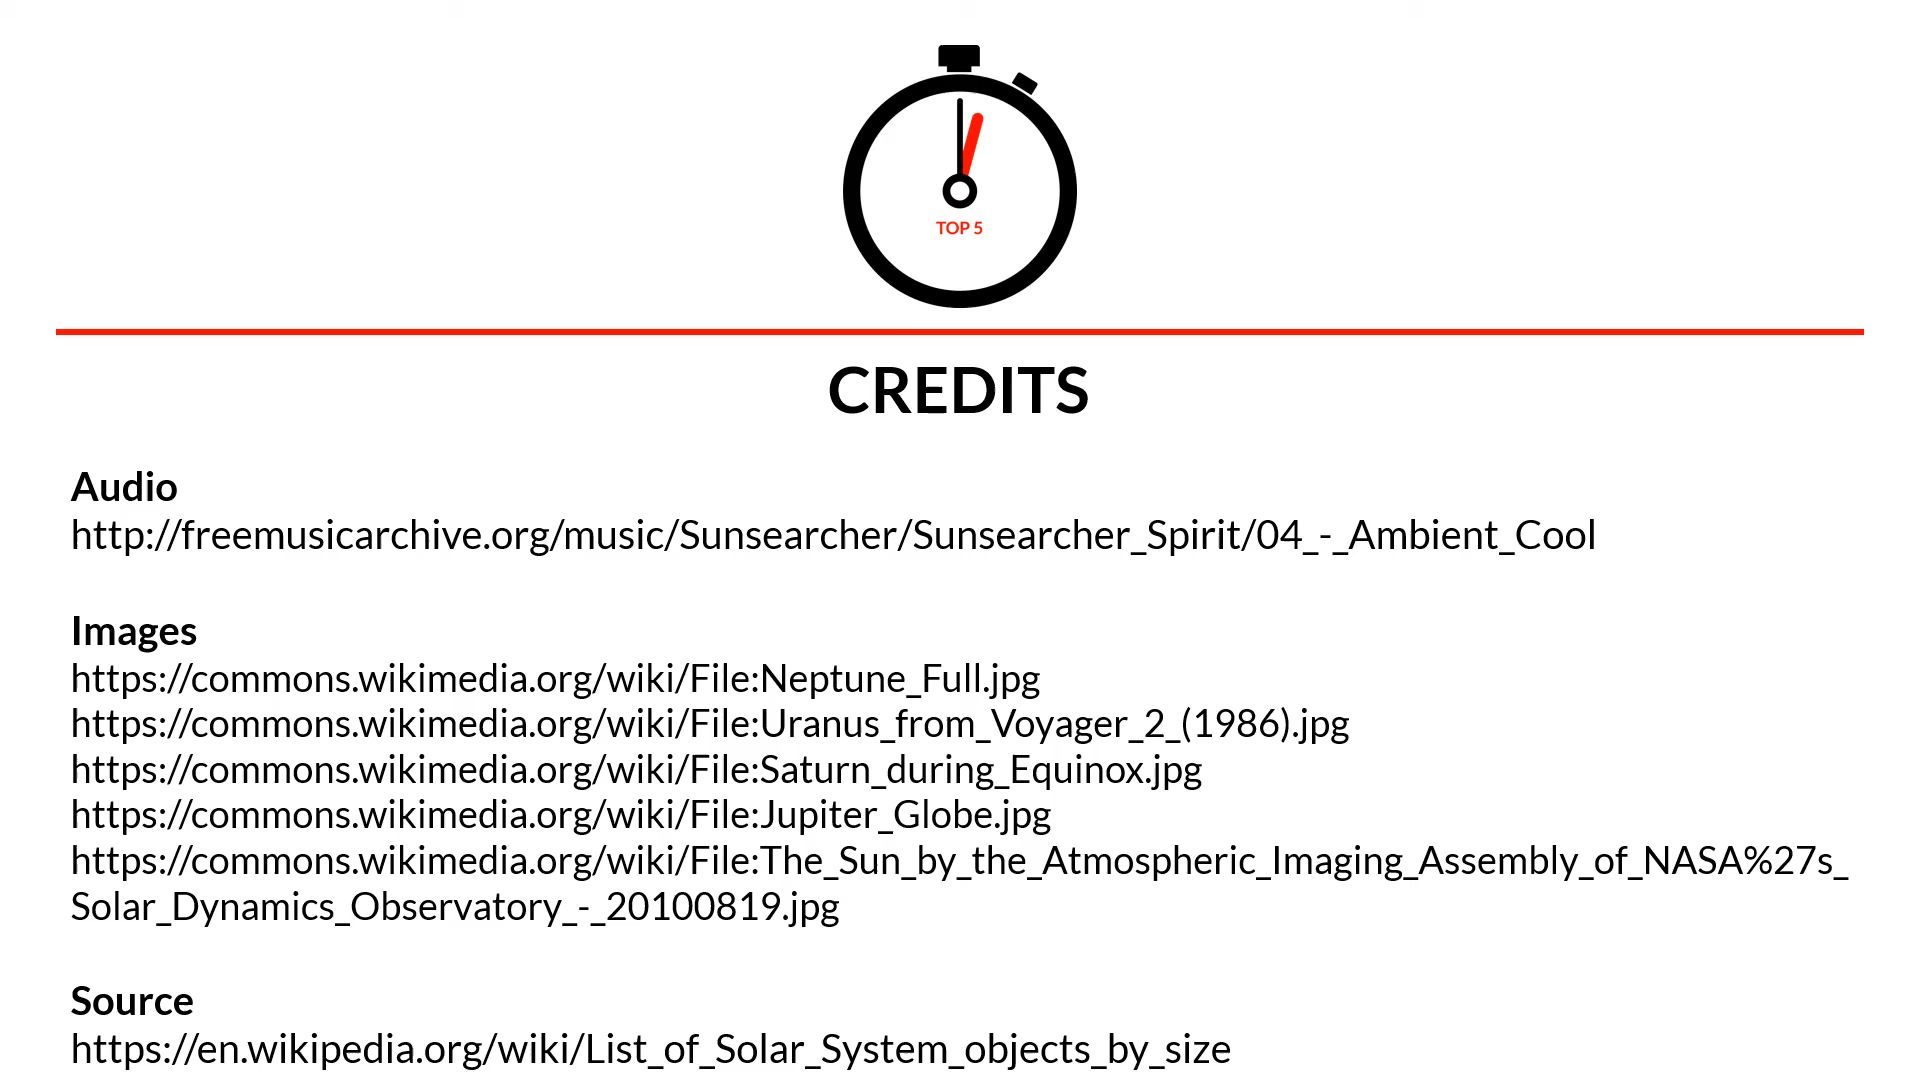 TOP 5
CREDITS
Audio
http://freemusicarchive.org/music/Sunsearcher/Sunsearcher_Spirit/04_-_Ambient_Cool
Images
https://commons.wikimedia.org/wiki/File:Neptune_Full.jpg
https://commons.wikimedia.org/wiki/File:Uranus_from_Voyager_2_(1986).jpg
https://commons.wikimedia.org/wiki/File:Saturn_during_Equinox.jpg
https://commons.wikimedia.org/wiki/File:Jupiter_Globe.jpg
https://commons.wikimedia.org/wiki/File:The_Sun_by_the_Atmospheric_Imaging_Assembly_of_NASA%27s_
Solar_Dynamics_Observatory_-_20100819.jpg
Source
https://en.wikipedia.org/wiki/List_of_Solar_System_objects_by_size